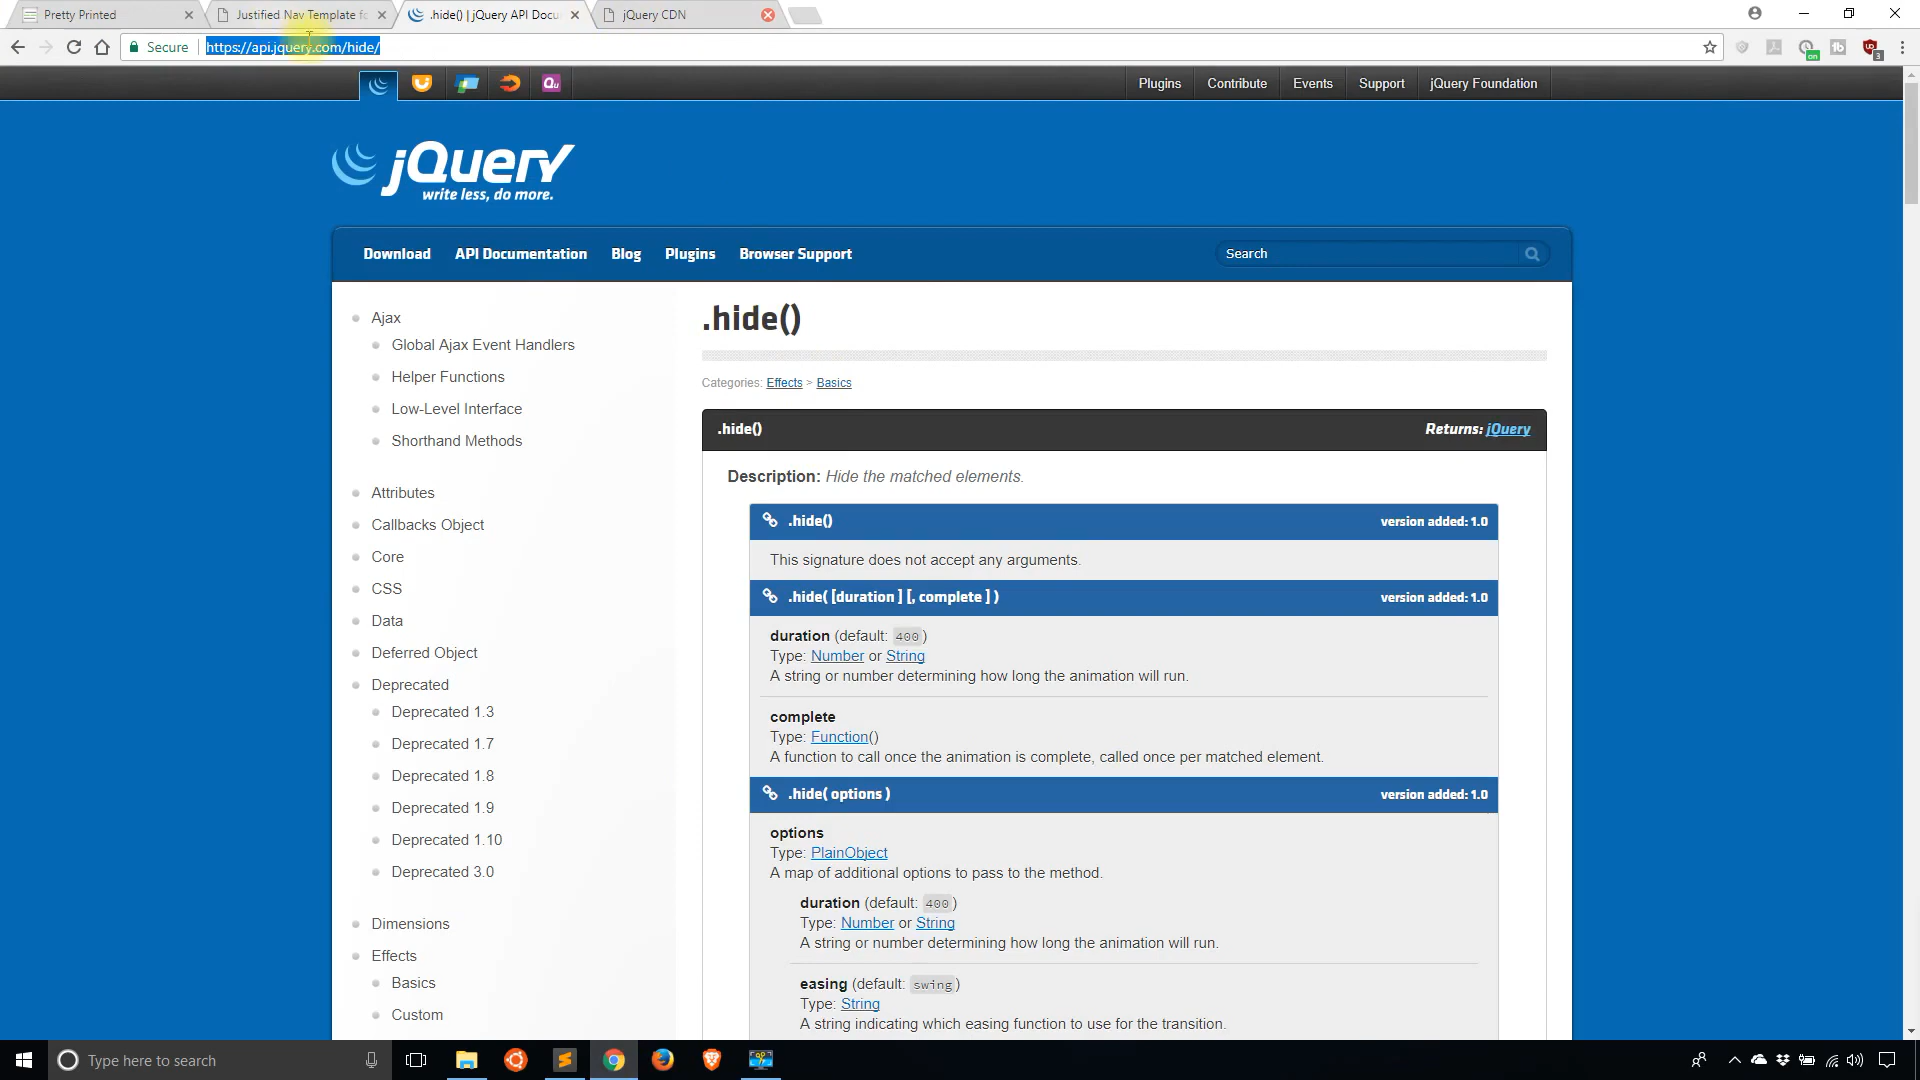 Pretty Printed
Justified Nav Template fo
.hide() | jQuery API Docu
jQuery CDN
Secure
https://api.jquery.com/hide/
Plugins
Contribute
Events
Support
jQuery Foundation
jQuery
write less, do more.
Download
API Documentation
Blog
Plugins
Browser Support
Search
Ajax
Global Ajax Event Handlers
Helper Functions
Low-Level Interface
Shorthand Methods
Attributes
Callbacks Object
Core
CSS
Data
Deferred Object
Deprecated
Deprecated 1.3
Deprecated 1.7
Deprecated 1.8
Deprecated 1.9
Deprecated 1.10
Deprecated 3.0
Dimensions
Effects
Basics
Custom
.hide()
Categories: Effects > Basics
.hide() Returns: jQuery
Description: Hide the matched elements.
.hide() version added: 1.0
This signature does not accept any arguments.
.hide( [duration ] [, complete ] ) version added: 1.0
duration (default: 400)
Type: Number or String
A string or number determining how long the animation will run.
complete
Type: Function()
A function to call once the animation is complete, called once per matched element.
.hide( options ) version added: 1.0
options
Type: PlainObject
A map of additional options to pass to the method.
duration (default: 400)
Type: Number or String
A string or number determining how long the animation will run.
easing (default: swing)
Type: String
A string indicating which easing function to use for the transition.
Type here to search